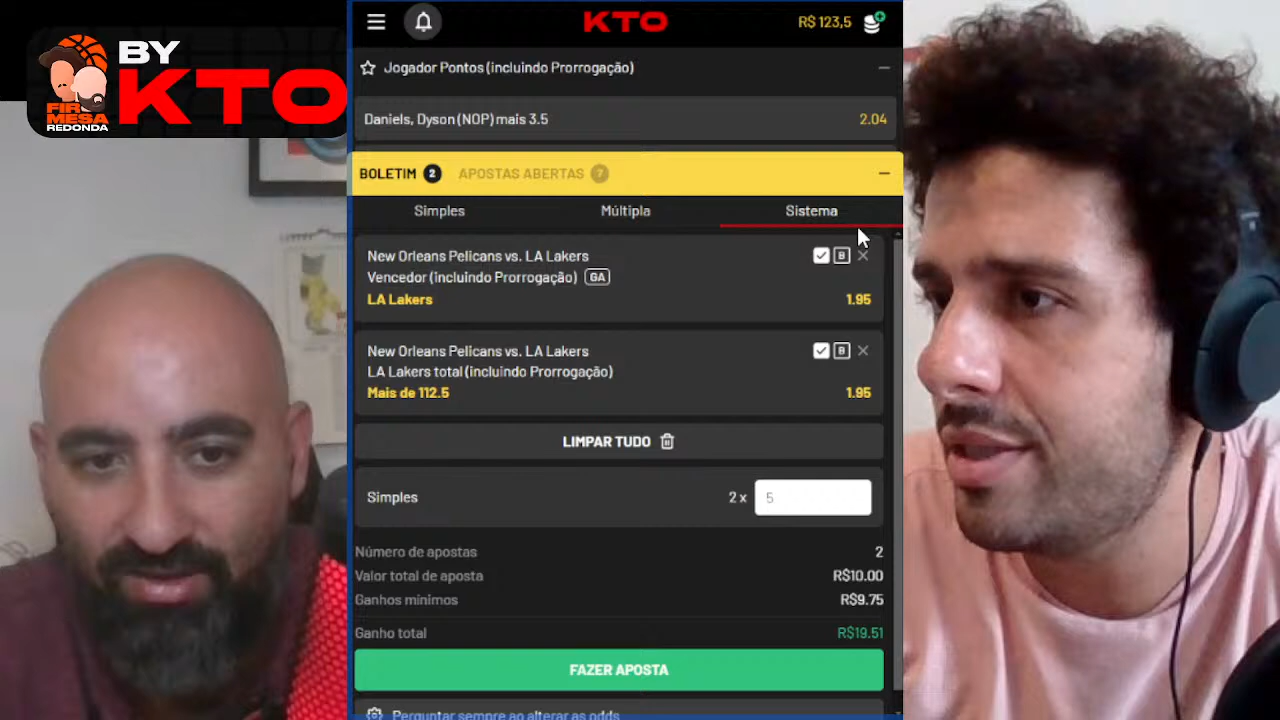 BY
KTO
FIR
MESA
REDONDA
KTO
R$ 123,5
Jogador Pontos (incluindo Prorrogação)
Daniels, Dyson (NOP) mais 3.5 2.04
BOLETIM 2 APOSTAS ABERTAS 7
Simples Múltipla Sistema
New Orleans Pelicans vs. LA Lakers B
Vencedor (incluindo Prorrogação) GA
LA Lakers 1.95
New Orleans Pelicans vs. LA Lakers B
LA Lakers total (incluindo Prorrogação)
Mais de 112.5 1.95
LIMPAR TUDO
Simples 2 x 5
Número de apostas 2
Valor total de aposta R$10.00
Ganhos mínimos R$9.75
Ganho total R$19.51
FAZER APOSTA
Perguntar sempre ao alterar as odds